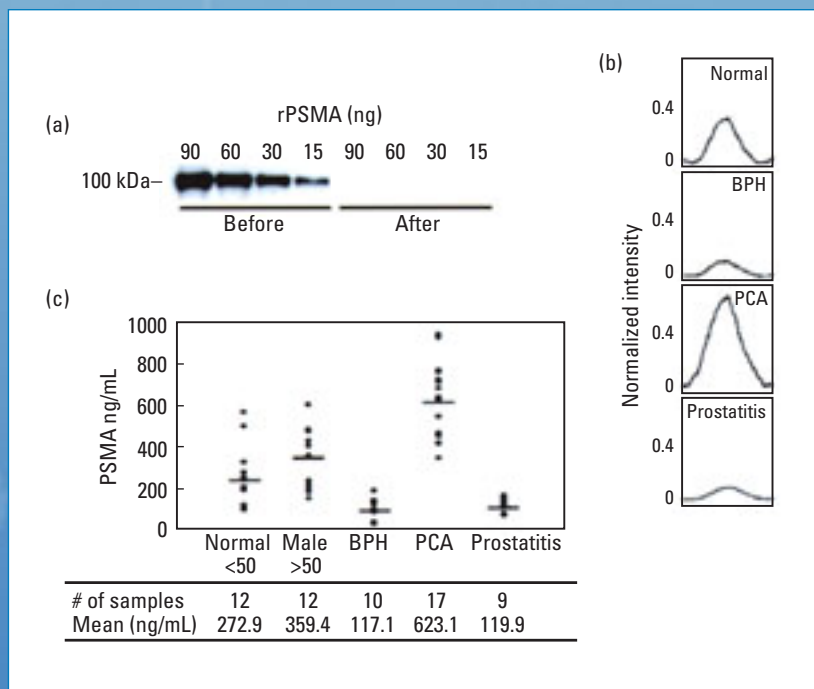 (a)
rPSMA (ng)
90 60 30 15 90 60 30 15
100 kDa–
Before After
(b)
Normal
0.4
0
BPH
0.4
0
PCA
0.4
0
Prostatitis
0.4
0
Normalized intensity
(c)
1000
800
600
400
200
0
PSMA ng/mL
Normal <50
Male >50
BPH
PCA
Prostatitis
# of samples 12 12 10 17 9
Mean (ng/mL) 272.9 359.4 117.1 623.1 119.9